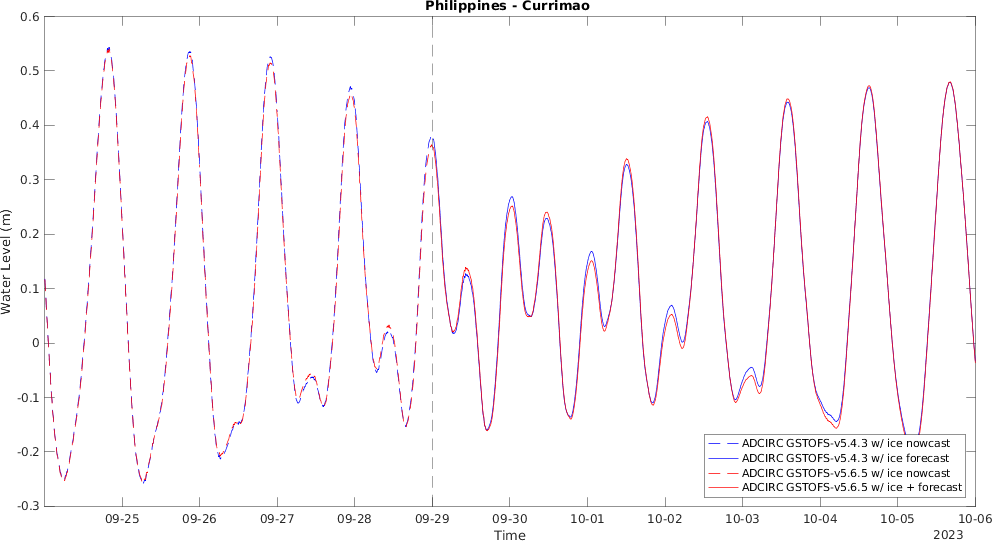 Philippines - Currimao
0.6
0.5
0.4
0.3
0.2
0.1
0
-0.1
-0.2
-0.3
Water Level (m)
09-25 09-26 09-27 09-28 09-29 09-30 10-01 10-02 10-03 10-04 10-05 10-06
Time
2023
ADCIRC GSTOFS-v5.4.3 w/ ice nowcast
ADCIRC GSTOFS-v5.4.3 w/ ice forecast
ADCIRC GSTOFS-v5.6.5 w/ ice nowcast
ADCIRC GSTOFS-v5.6.5 w/ ice + forecast